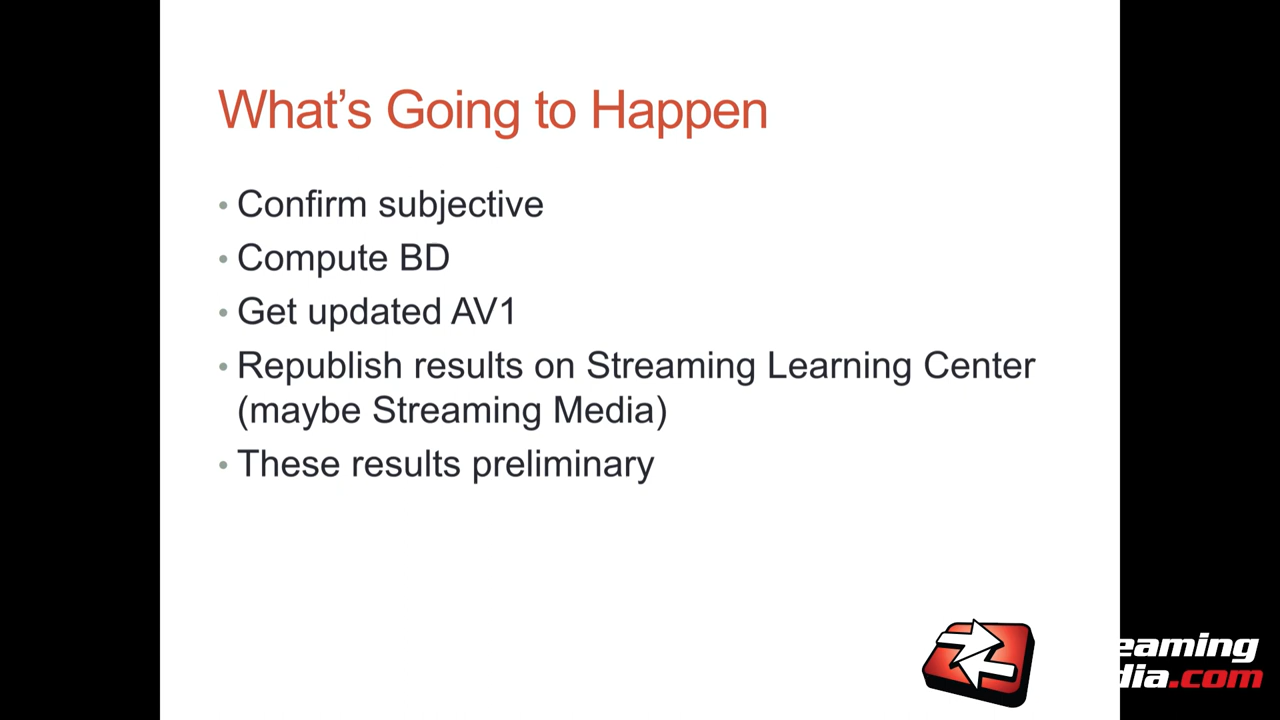 What's Going to Happen
• Confirm subjective
• Compute BD
• Get updated AV1
• Republish results on Streaming Learning Center
(maybe Streaming Media)
• These results preliminary
eaming
dia.com